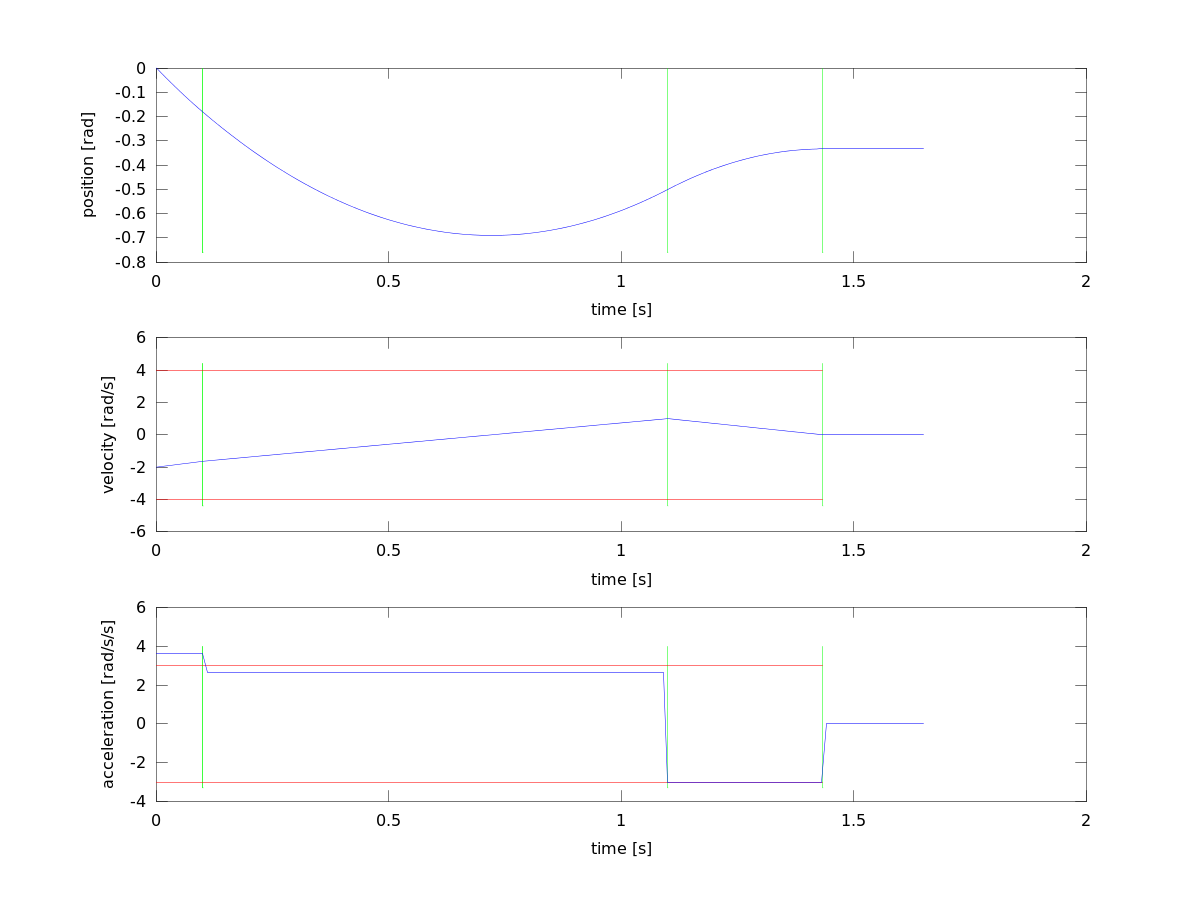 0
-0.1
-0.2
-0.3
-0.4
-0.5
-0.6
-0.7
-0.8
position [rad]
0 0.5 1 1.5 2
time [s]
6
4
2
0
-2
-4
-6
velocity [rad/s]
0 0.5 1 1.5 2
time [s]
6
4
2
0
-2
-4
acceleration [rad/s/s]
0 0.5 1 1.5 2
time [s]